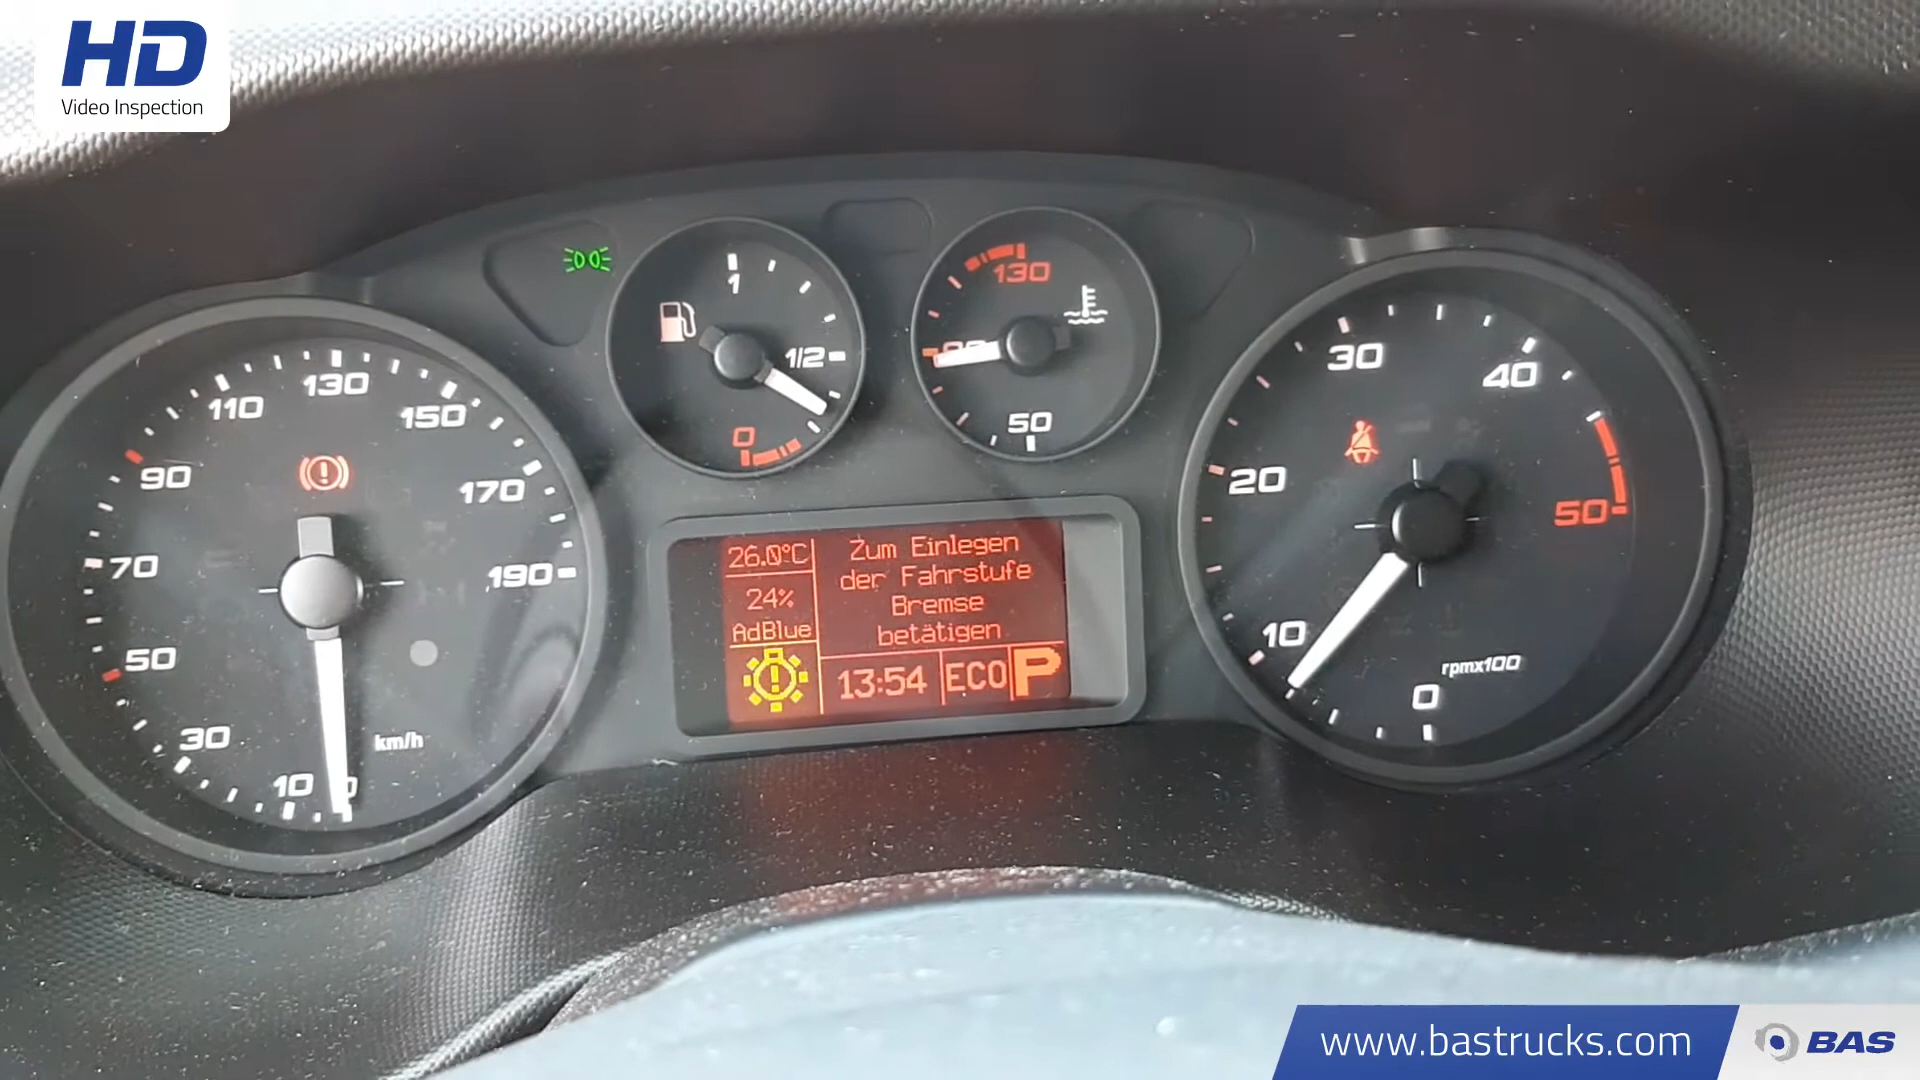 HD
Video Inspection
1
1/2
0
130
90
50
10
30
50
70
90
110
130
150
170
190
km/h
0
10
20
30
40
50
rpmx100
26.0°C
24%
AdBlue
Zum Einlegen
der Fahrstufe
Bremse
betätigen
13:54
ECO
P
www.bastrucks.com
BAS